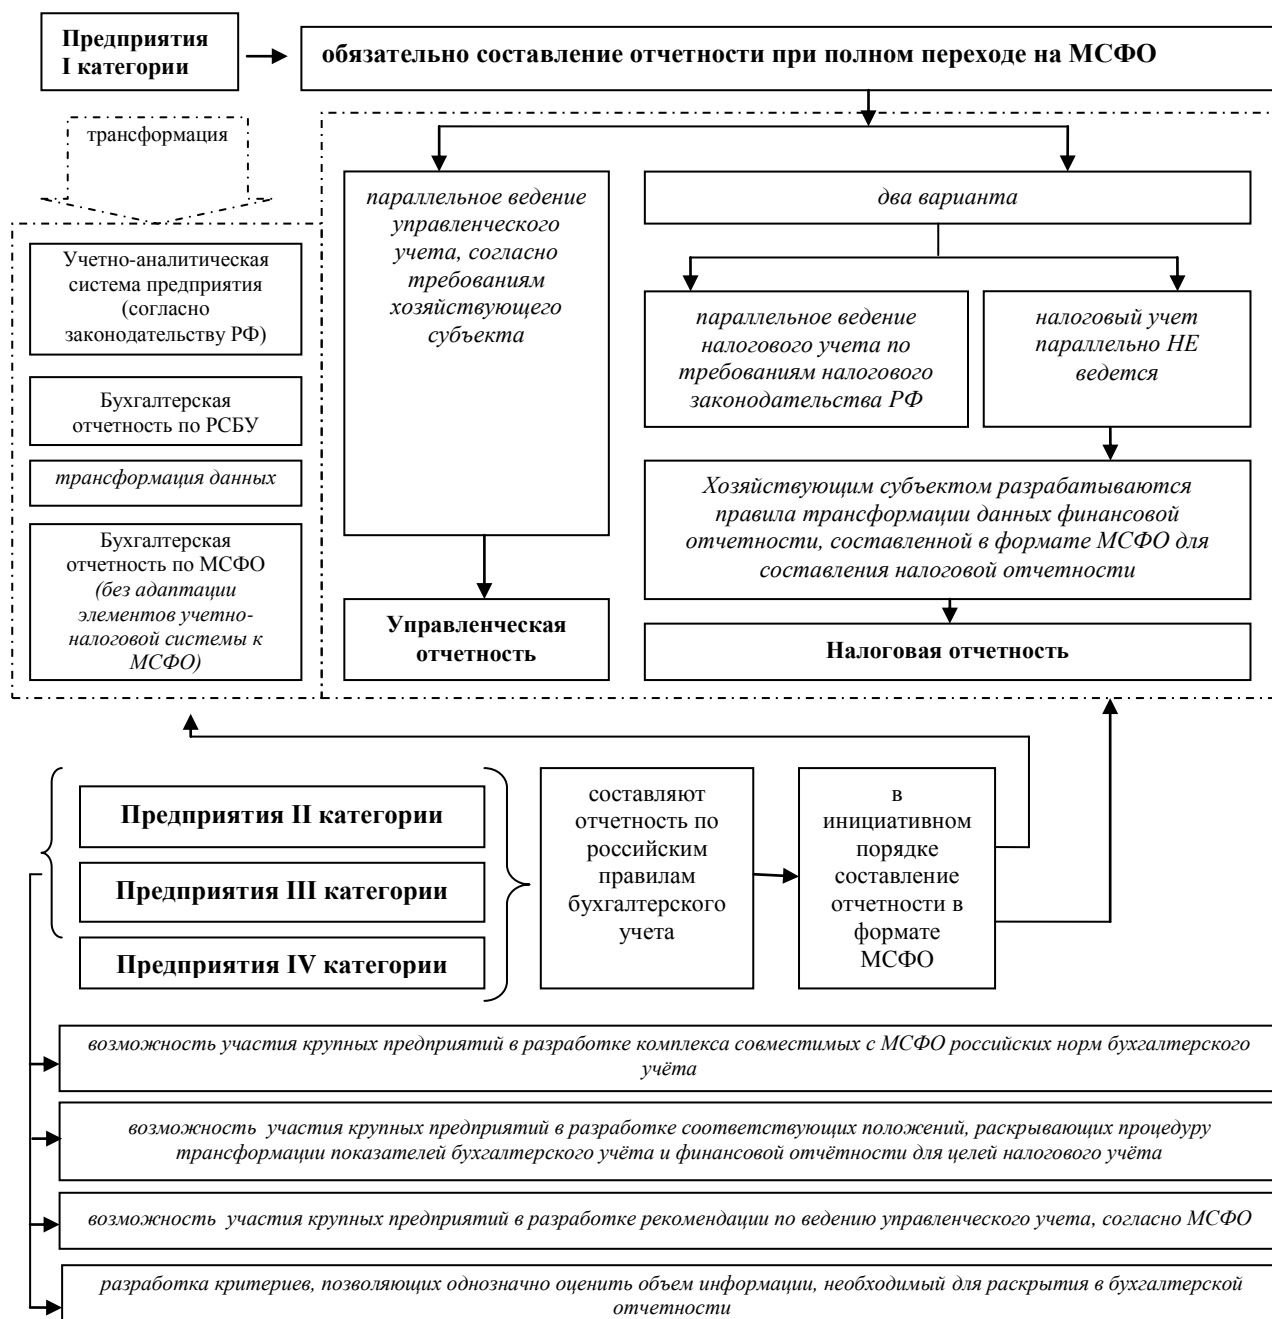 Предприятия
I категории
обязательно составление отчетности при полном переходе на МСФО
трансформация
Учетно-аналитическая
система предприятия
(согласно
законодательству РФ)
Бухгалтерская
отчетность по РСБУ
трансформация данных
Бухгалтерская
отчетность по МСФО
(без адаптации
элементов учетно-
налоговой системы к
МСФО)
параллельное ведение
управленческого
учета, согласно
требованиям
хозяйствующего
субъекта
Управленческая
отчетность
два варианта
параллельное ведение
налогового учета по
требованиям налогового
законодательства РФ
налоговый учет
параллельно НЕ
ведется
Хозяйствующим субъектом разрабатываются
правила трансформации данных финансовой
отчетности, составленной в формате МСФО для
составления налоговой отчетности
Налоговая отчетность
Предприятия II категории
Предприятия III категории
Предприятия IV категории
составляют
отчетность по
российским
правилам
бухгалтерского
учета
в
инициативном
порядке
составление
отчетности в
формате
МСФО
возможность участия крупных предприятий в разработке комплекса совместимых с МСФО российских норм бухгалтерского
учёта
возможность участия крупных предприятий в разработке соответствующих положений, раскрывающих процедуру
трансформации показателей бухгалтерского учёта и финансовой отчётности для целей налогового учёта
возможность участия крупных предприятий в разработке рекомендации по ведению управленческого учета, согласно МСФО
разработка критериев, позволяющих однозначно оценить объем информации, необходимый для раскрытия в бухгалтерской
отчетности